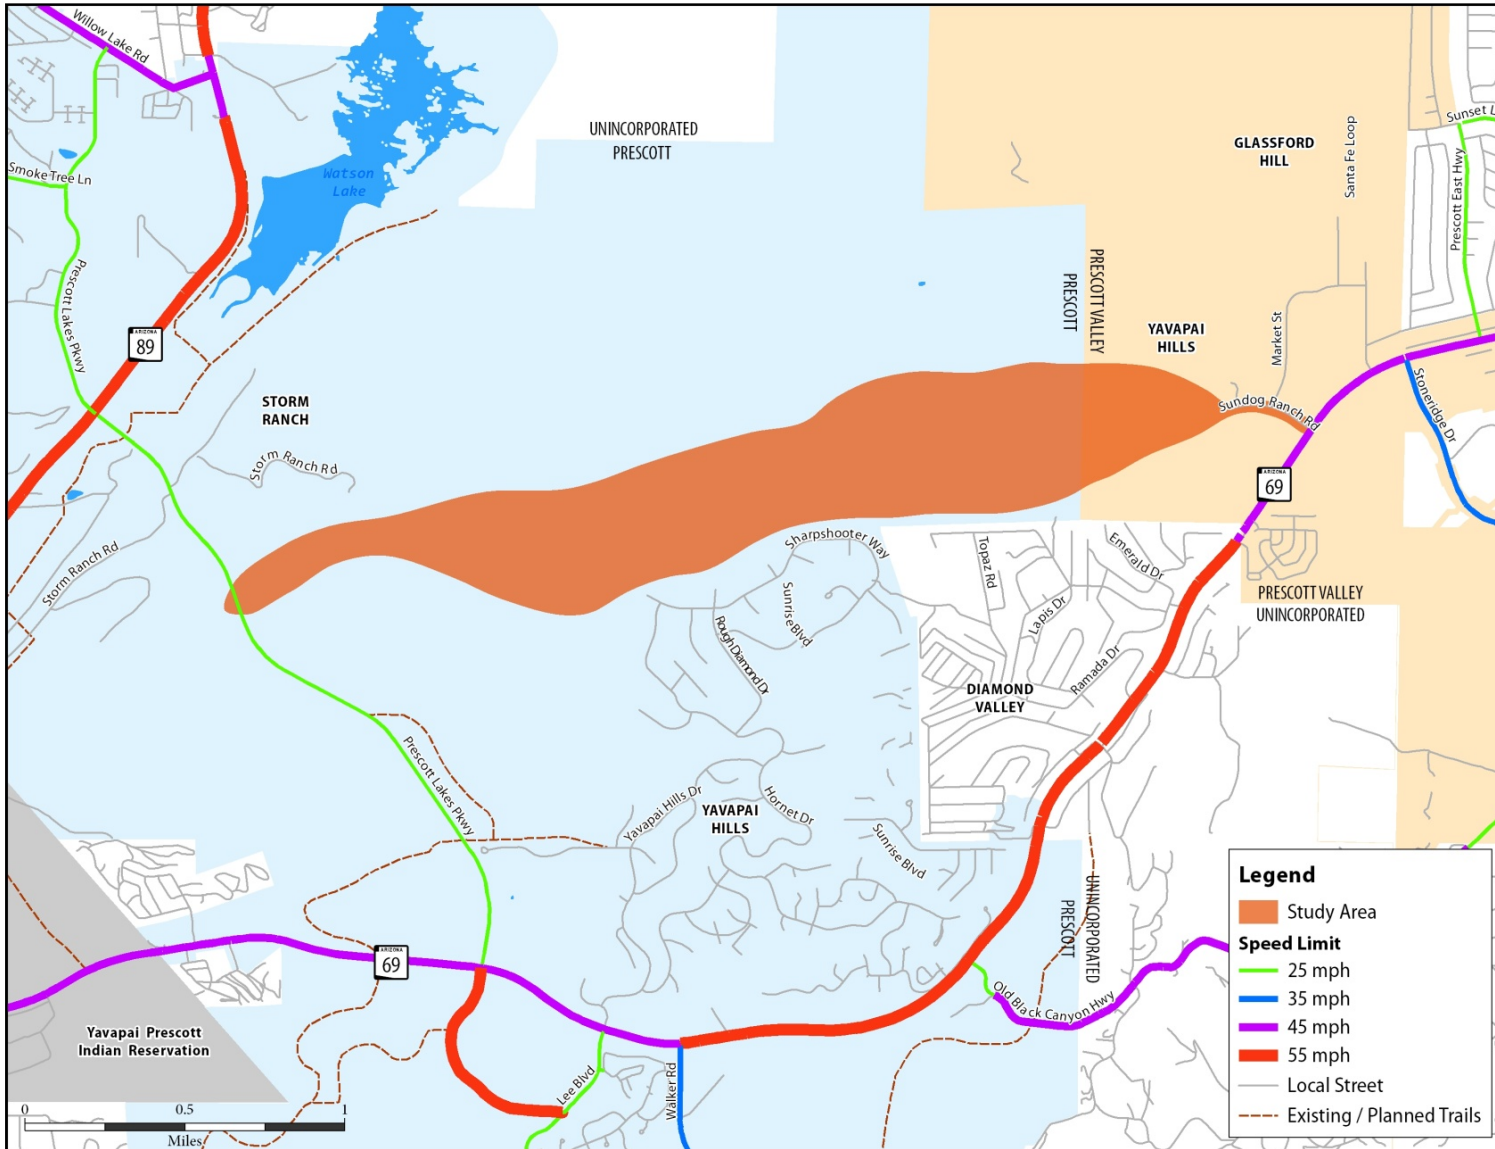 Willow Lake Rd
UNINCORPORATED
PRESCOTT
GLASSFORD
HILL
Santa Fe Loop
Sunset L
Prescott East Hwy
Smoke Tree Ln
Watson
Lake
Prescott Lakes Pkwy
ARIZONA
89
PRESCOTT VALLEY
PRESCOTT
YAVAPAI
HILLS
Market St
Stoneridge Dr
Sundog Ranch Rd
STORM
RANCH
Storm Ranch Rd
ARIZONA
69
Storm Ranch Rd
Sharpshooter Way
Topaz Rd
Emerald Dr
Lapis Dr
Sunrise Blvd
PRESCOTT VALLEY
UNINCORPORATED
Rough Diamond Dr
Ramada Dr
DIAMOND
VALLEY
Prescott Lakes Pkwy
Yavapai Hills Dr
YAVAPAI
HILLS
Hornet Dr
Sunrise Blvd
UNINCORPORATED
PRESCOTT
ARIZONA
69
Old Black Canyon Hwy
Yavapai Prescott
Indian Reservation
Lee Blvd
Walker Rd
0 0.5 1
Miles
Legend
Study Area
Speed Limit
25 mph
35 mph
45 mph
55 mph
Local Street
Existing / Planned Trails